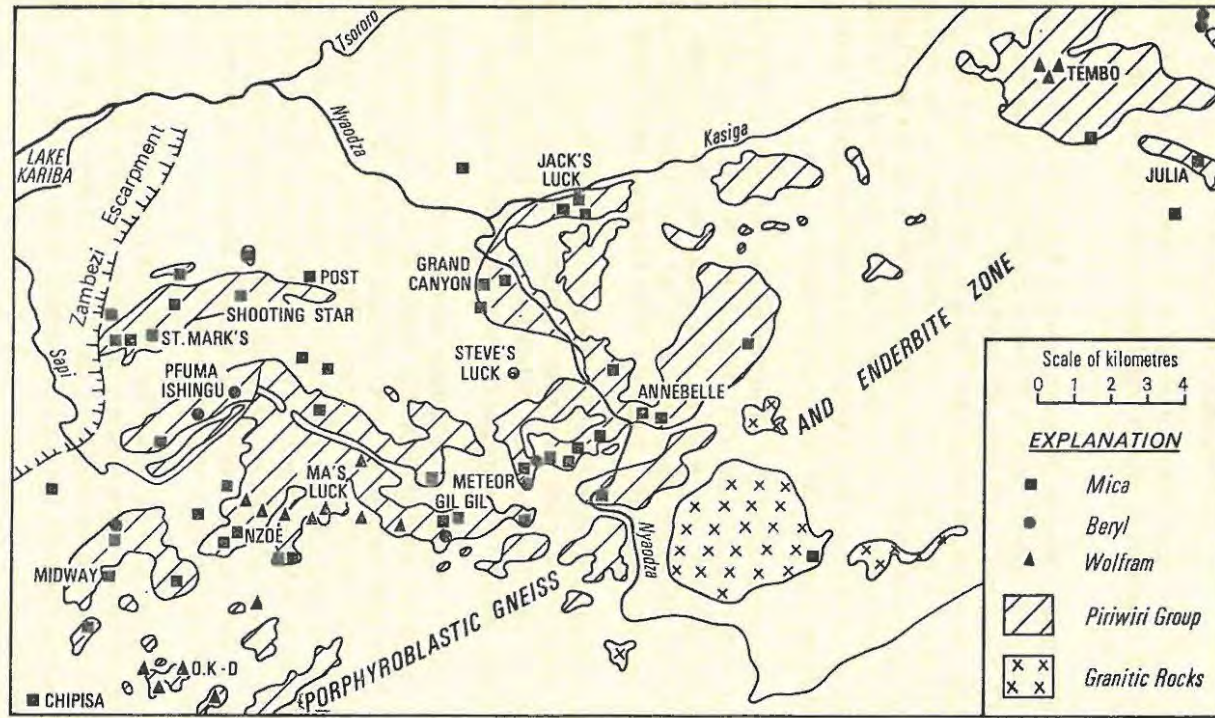 Tsororo
Nyaodza
Kasiga
TEMBO
LAKE
KARIBA
Zambezi Escarpment
JACK'S
LUCK
JULIA
GRAND
CANYON
POST
SHOOTING STAR
ST. MARK'S
Sapi
PFUMA
ISHINGU
STEVE'S
LUCK
ANNEBELLE
MA'S
LUCK
METEOR
GIL GIL
NZOE
MIDWAY
Nyaodza
O.K-D
CHIPISA
PORPHYROBLASTIC GNEISS
AND ENDERBITE ZONE
Scale of kilometres
0 1 2 3 4
EXPLANATION
Mica
Beryl
Wolfram
Piriwiri Group
Granitic Rocks